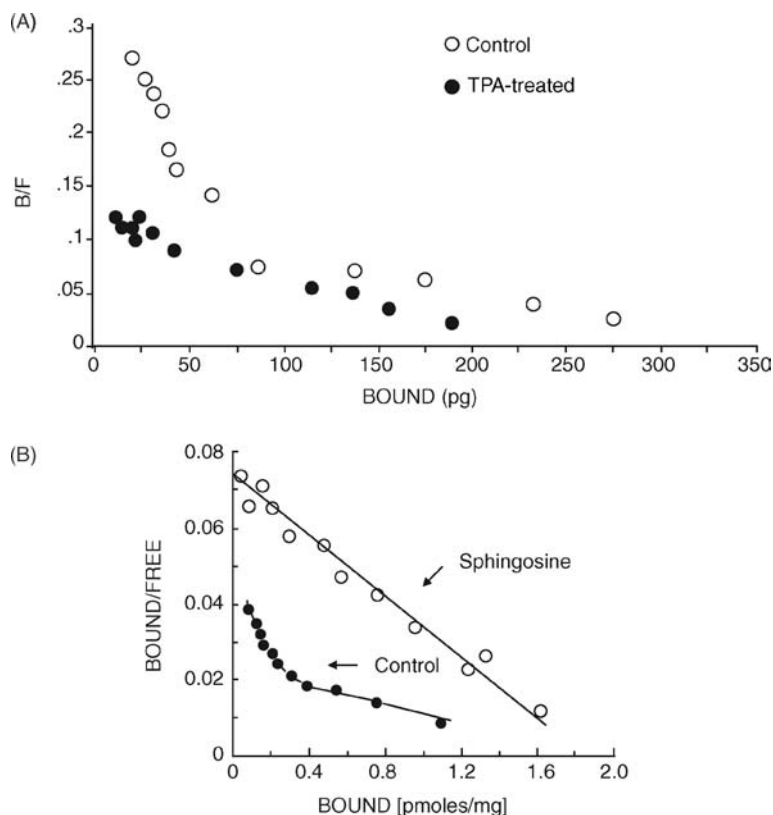 (A)
.3
.25
.2
.15
.1
.05
0
B/F
Control
TPA-treated
0 50 100 150 200 250 300 350
BOUND (pg)
(B)
0.08
0.06
0.04
0.02
0
BOUND/FREE
Sphingosine
Control
0 0.4 0.8 1.2 1.6 2.0
BOUND [pmoles/mg]